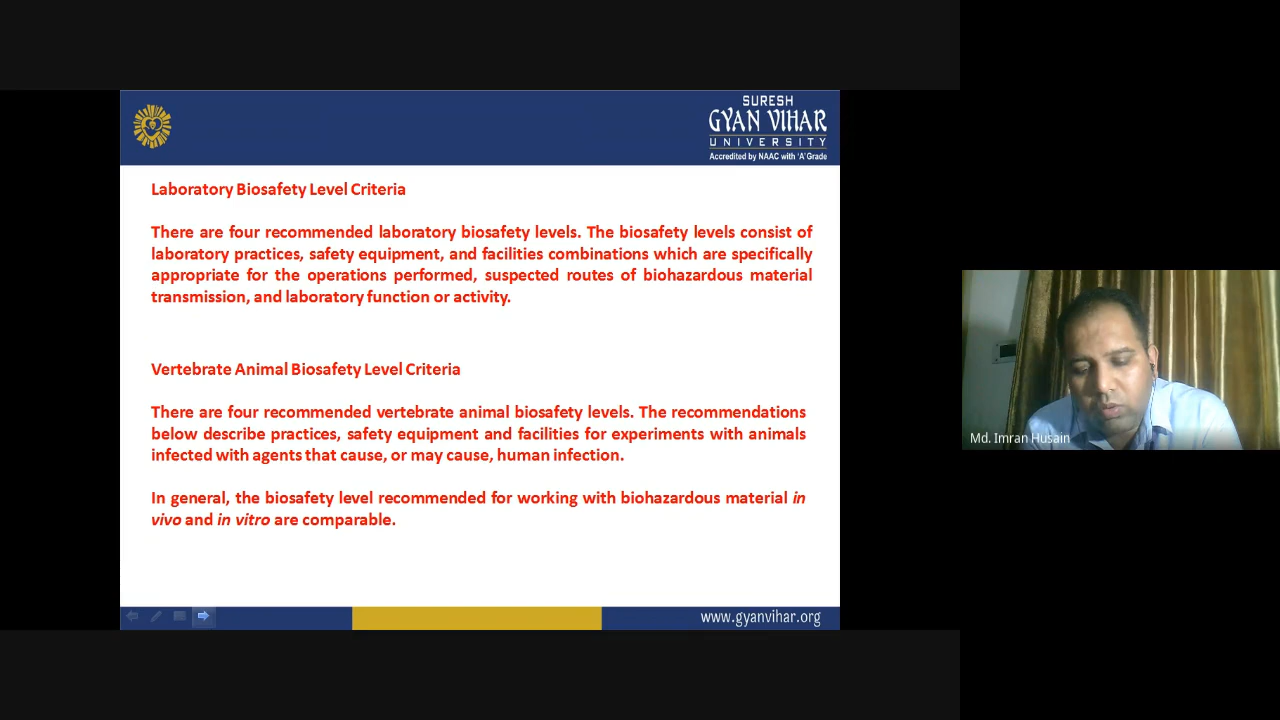 SURESH
GYAN VIHAR
UNIVERSITY
Accredited by NAAC with 'A' Grade
Laboratory Biosafety Level Criteria
There are four recommended laboratory biosafety levels. The biosafety levels consist of
laboratory practices, safety equipment, and facilities combinations which are specifically
appropriate for the operations performed, suspected routes of biohazardous material
transmission, and laboratory function or activity.
Vertebrate Animal Biosafety Level Criteria
There are four recommended vertebrate animal biosafety levels. The recommendations
below describe practices, safety equipment and facilities for experiments with animals
infected with agents that cause, or may cause, human infection.
In general, the biosafety level recommended for working with biohazardous material in
vivo and in vitro are comparable.
www.gyanvihar.org
Md. Imran Husain